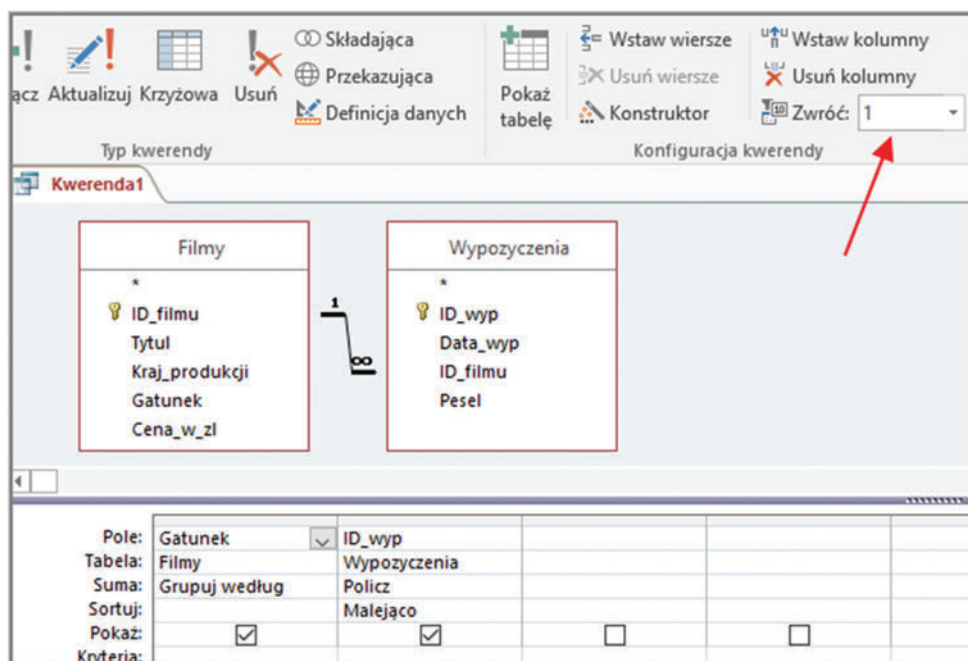 Składająca
Wstaw wiersze
Wstaw kolumny
Przekazująca
Usuń wiersze
Usuń kolumny
Aktualizuj Krzyżowa Usuń
Definicja danych
Pokaż
tabelę
Konstruktor
Zwróć: 1
Typ kwerendy
Konfiguracja kwerendy
Kwerenda1
Filmy
*
ID_filmu
Tytul
Kraj_produkcji
Gatunek
Cena_w_zl
1
∞
Wypozyczenia
*
ID_wyp
Data_wyp
ID_filmu
Pesel
Pole: Gatunek ID_wyp
Tabela: Filmy Wypozyczenia
Suma: Grupuj według Policz
Sortuj: Malejąco
Pokaż:
Kryteria: